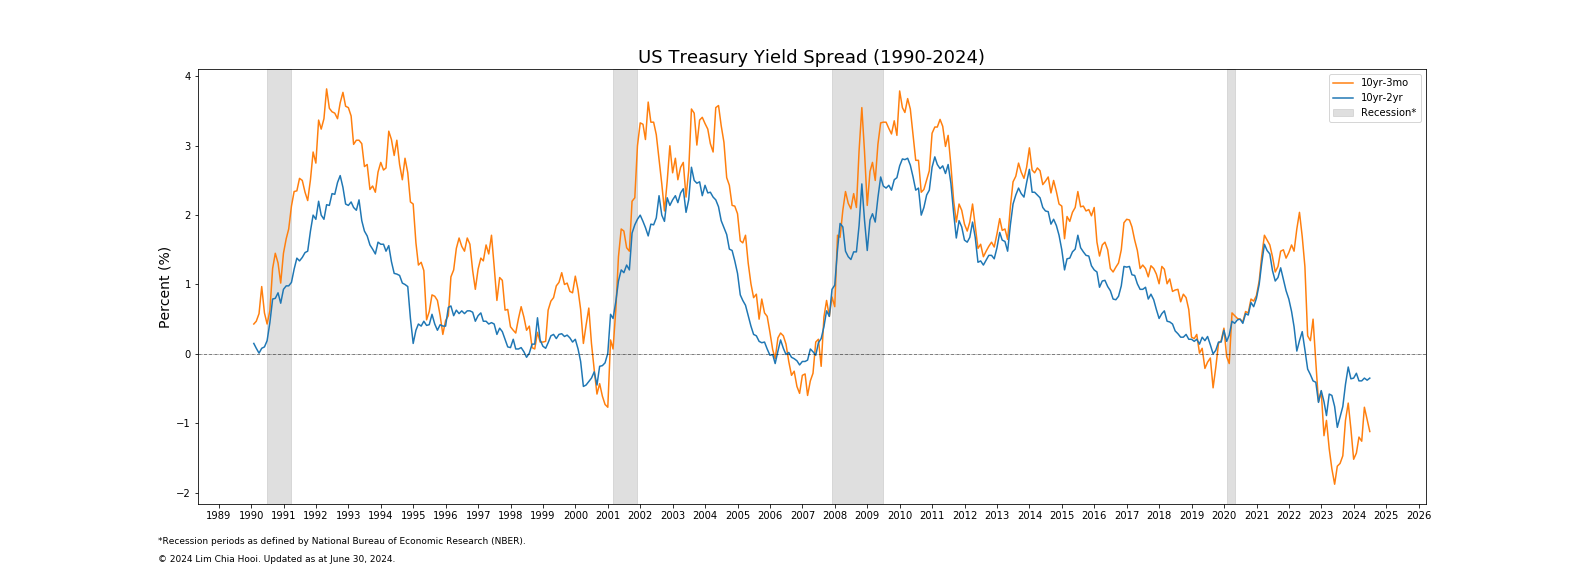 US Treasury Yield Spread (1990-2024)
10yr-3mo
10yr-2yr
Recession*
Percent (%)
4
3
2
1
0
−1
−2
1989 1990 1991 1992 1993 1994 1995 1996 1997 1998 1999 2000 2001 2002 2003 2004 2005 2006 2007 2008 2009 2010 2011 2012 2013 2014 2015 2016 2017 2018 2019 2020 2021 2022 2023 2024 2025 2026
*Recession periods as defined by National Bureau of Economic Research (NBER).
© 2024 Lim Chia Hooi. Updated as at June 30, 2024.